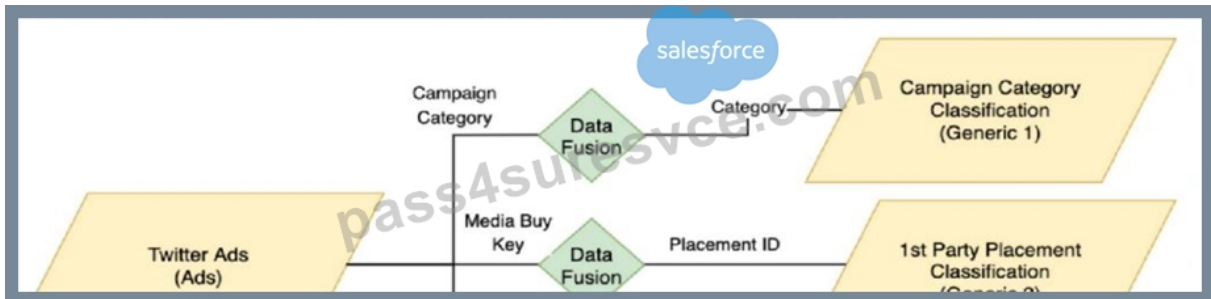 salesforce
Campaign
Category
Data
Fusion
Category
Campaign Category
Classification
(Generic 1)
pass4suresvce.com
Twitter Ads
(Ads)
Media Buy
Key
Data
Fusion
Placement ID
1st Party Placement
Classification